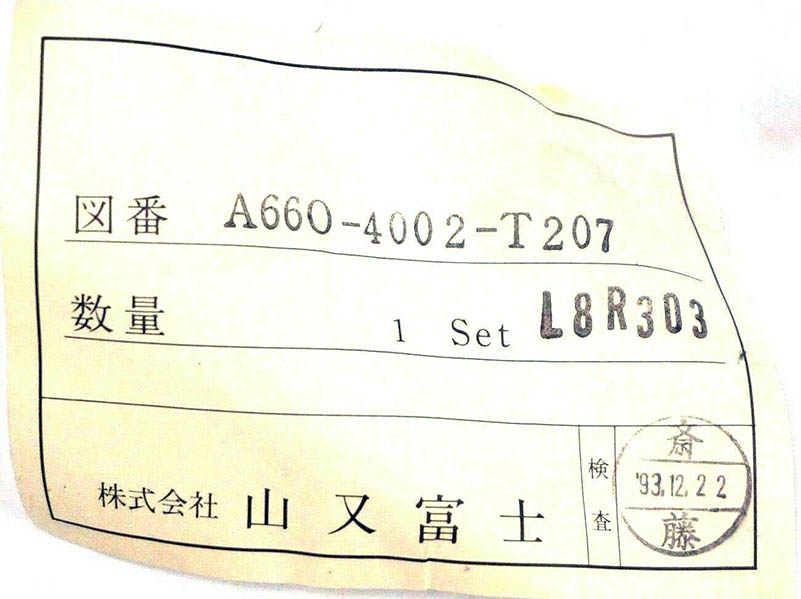 図番 A660-4002-T207
数量 1 Set L8R303
株式会社 山又富士
検査
斎
'93.12.22
藤